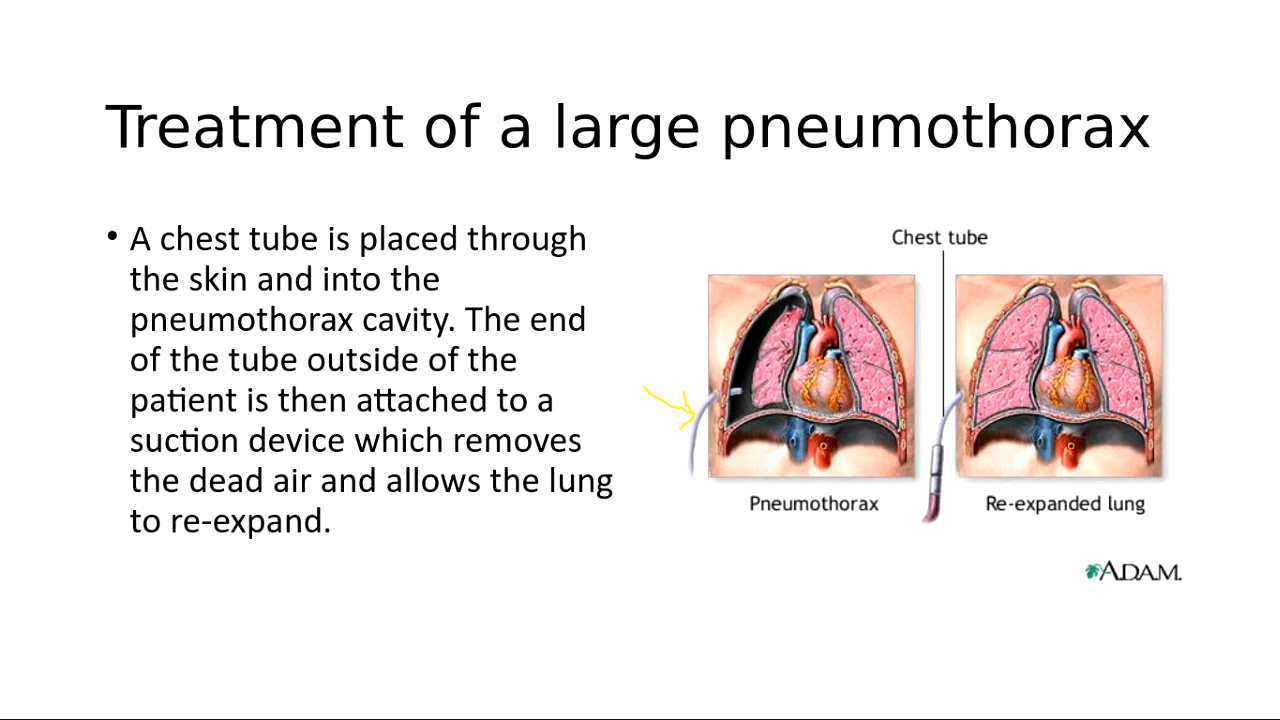 Treatment of a large pneumothorax
• A chest tube is placed through
the skin and into the
pneumothorax cavity. The end
of the tube outside of the
patient is then attached to a
suction device which removes
the dead air and allows the lung
to re-expand.
Chest tube
Pneumothorax
Re-expanded lung
A.D.A.M.